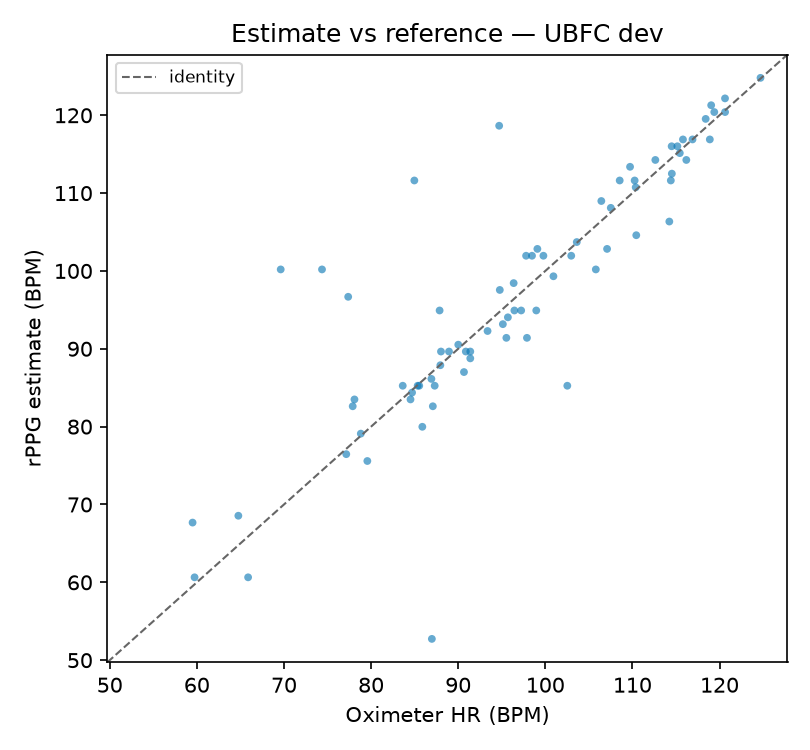 Estimate vs reference — UBFC dev
identity
120
110
100
90
80
70
60
50
rPPG estimate (BPM)
50 60 70 80 90 100 110 120
Oximeter HR (BPM)